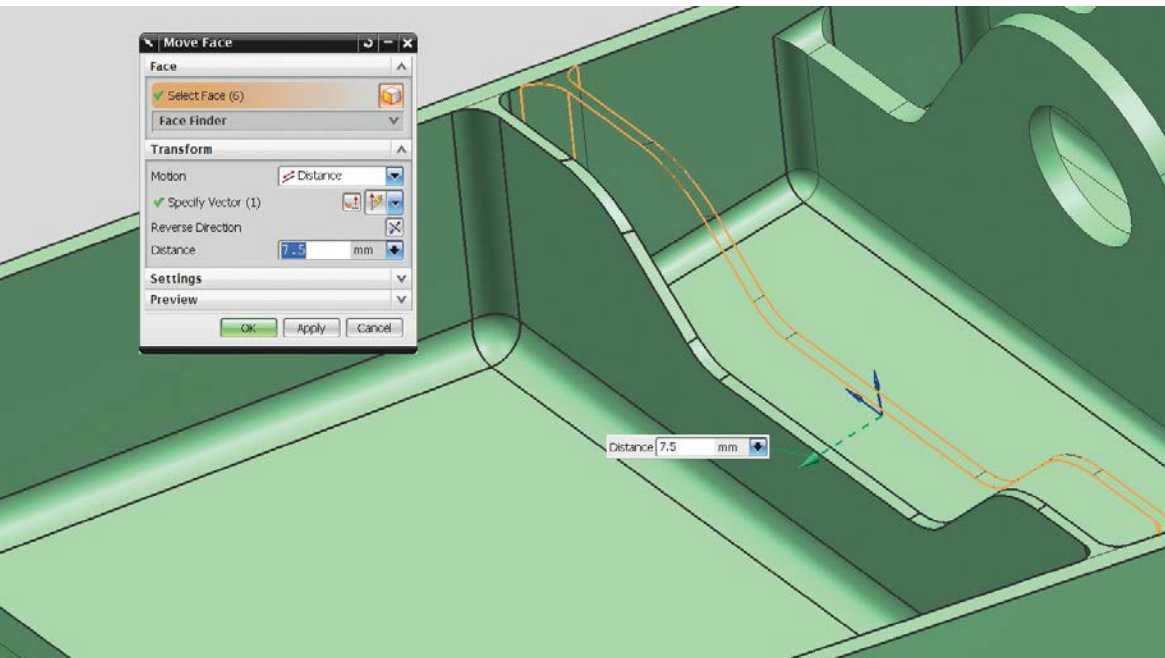 Move Face
Face
Select Face (6)
Face Finder
Transform
Motion Distance
Specify Vector (1)
Reverse Direction
Distance 7.5 mm
Settings
Preview
OK Apply Cancel
Distance 7.5 mm